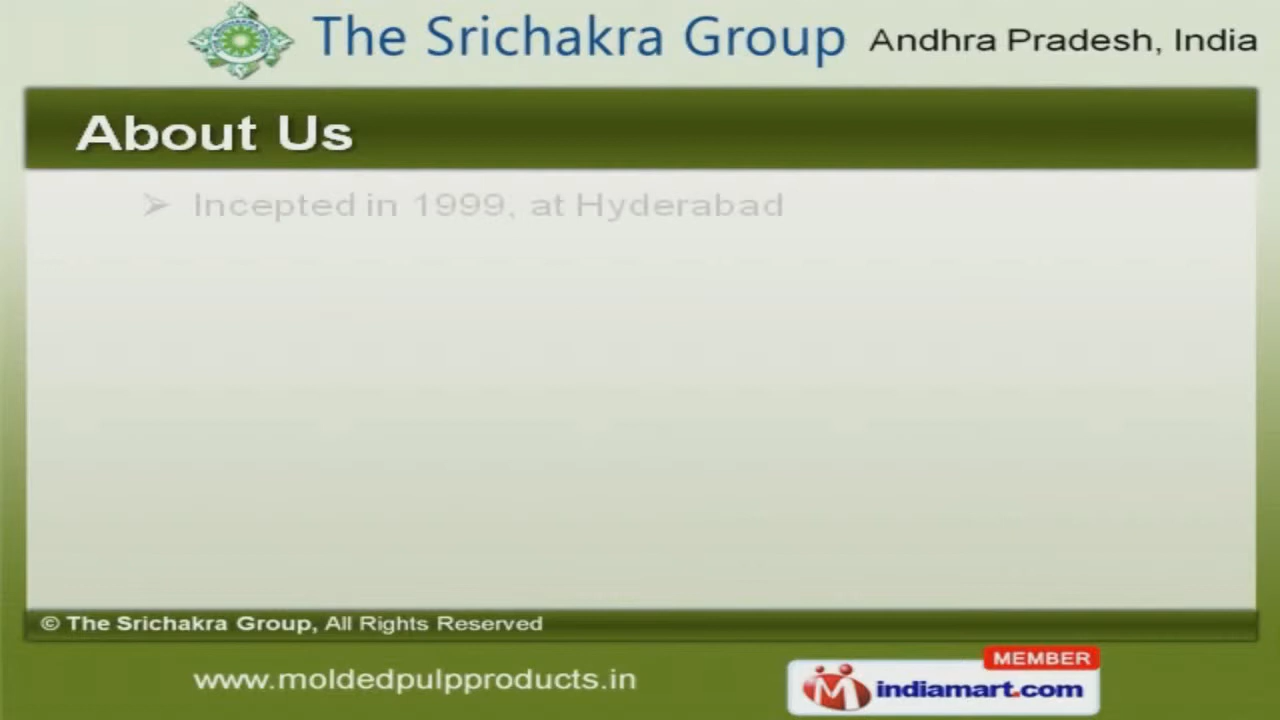 The Srichakra Group Andhra Pradesh, India
About Us
➢ Incepted in 1999, at Hyderabad
© The Srichakra Group, All Rights Reserved
MEMBER
www.moldedpulpproducts.in
indiamart.com